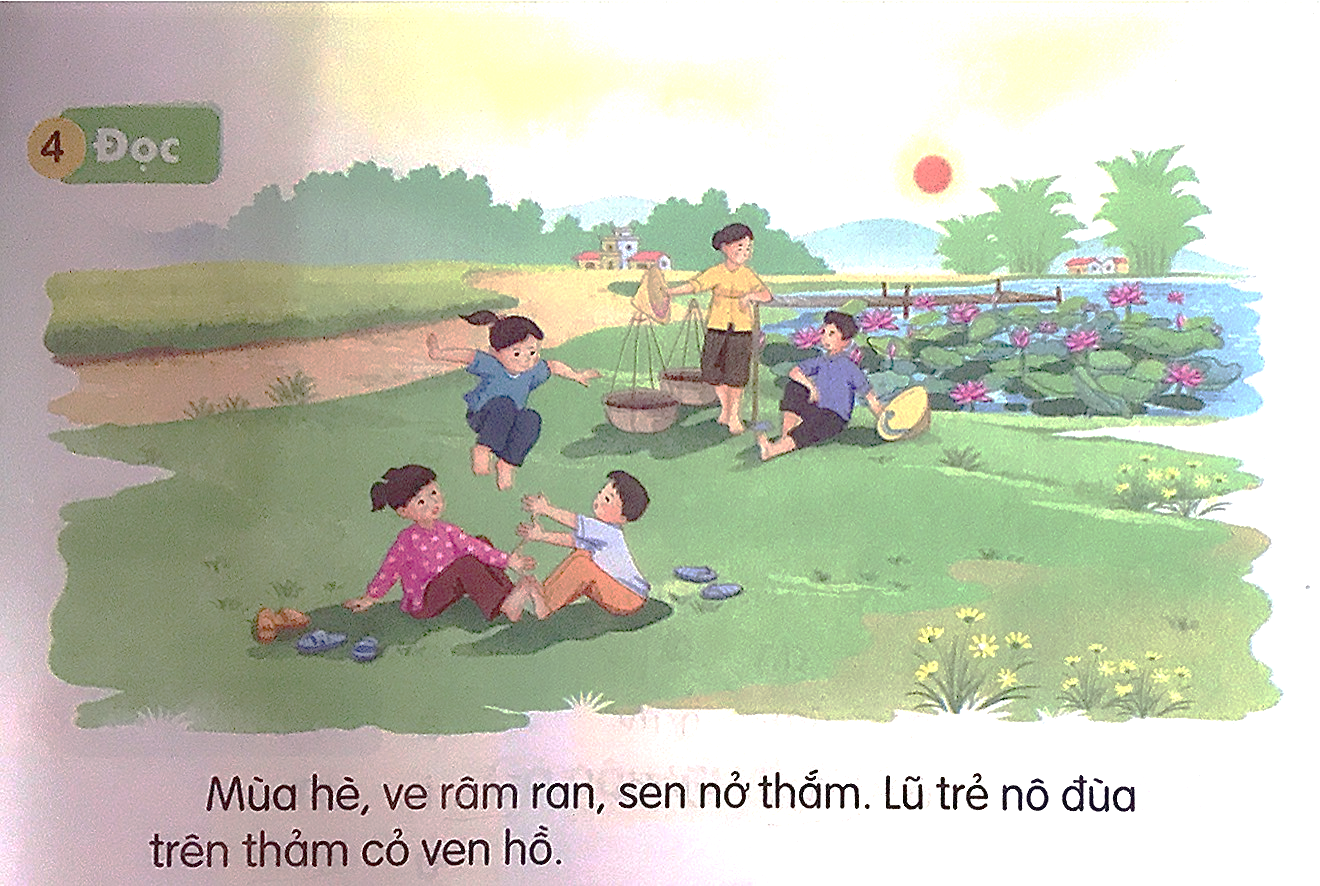 4 Đọc
Mùa hè, ve râm ran, sen nở thắm. Lũ trẻ nô đùa
trên thảm cỏ ven hồ.